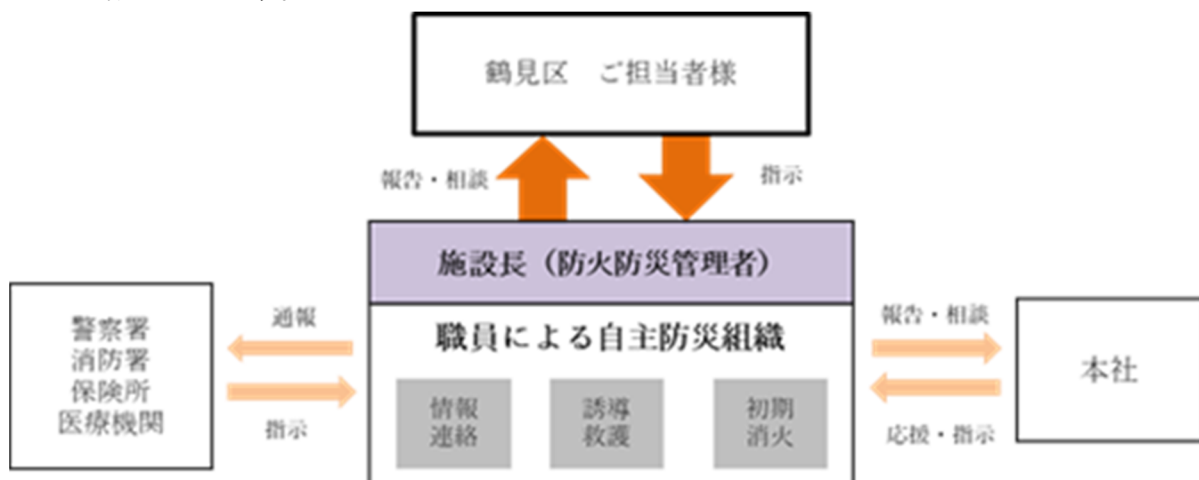 鶴見区　ご担当者様
報告・相談
指示
施設長（防火防災管理者）
職員による自主防災組織
情報
連絡
誘導
救護
初期
消火
警察署
消防署
保険所
医療機関
通報
指示
報告・相談
応援・指示
本社